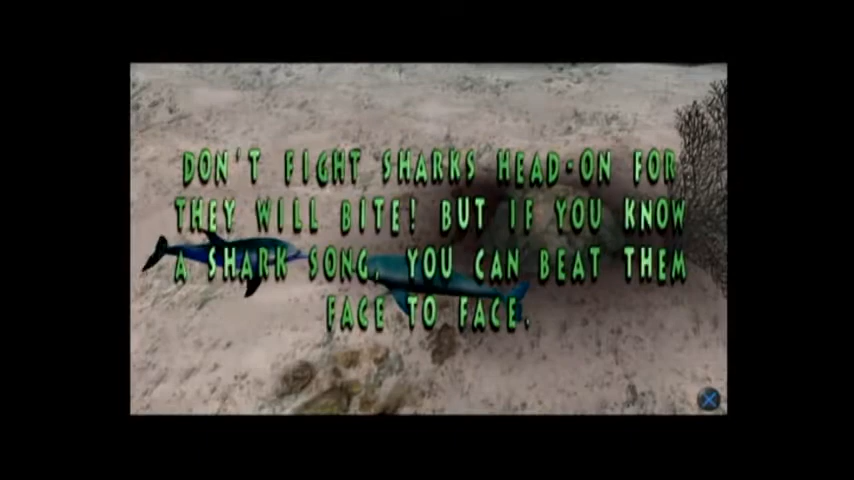 DON'T FIGHT SHARKS HEAD-ON FOR
THEY WILL BITE! BUT IF YOU KNOW
A SHARK SONG, YOU CAN BEAT THEM
FACE TO FACE.